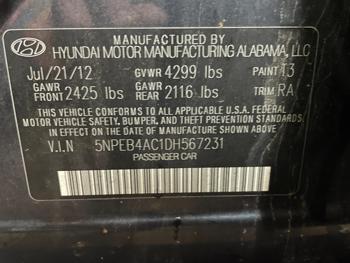 MANUFACTURED BY
HYUNDAI MOTOR MANUFACTURING ALABAMA, LLC
Jul/21/12 GVWR 4299 lbs PAINT T3
GAWR FRONT 2425 lbs GAWR REAR 2116 lbs TRIM RA
THIS VEHICLE CONFORMS TO ALL APPLICABLE
FEDERAL MOTOR VEHICLE SAFETY, BUMPER, AND
THEFT PREVENTION STANDARDS IN EFFECT ON
THE DATE OF MANUFACTURE SHOWN ABOVE.
V.I.N 5NPEB4AC1DH567231
PASSENGER CAR